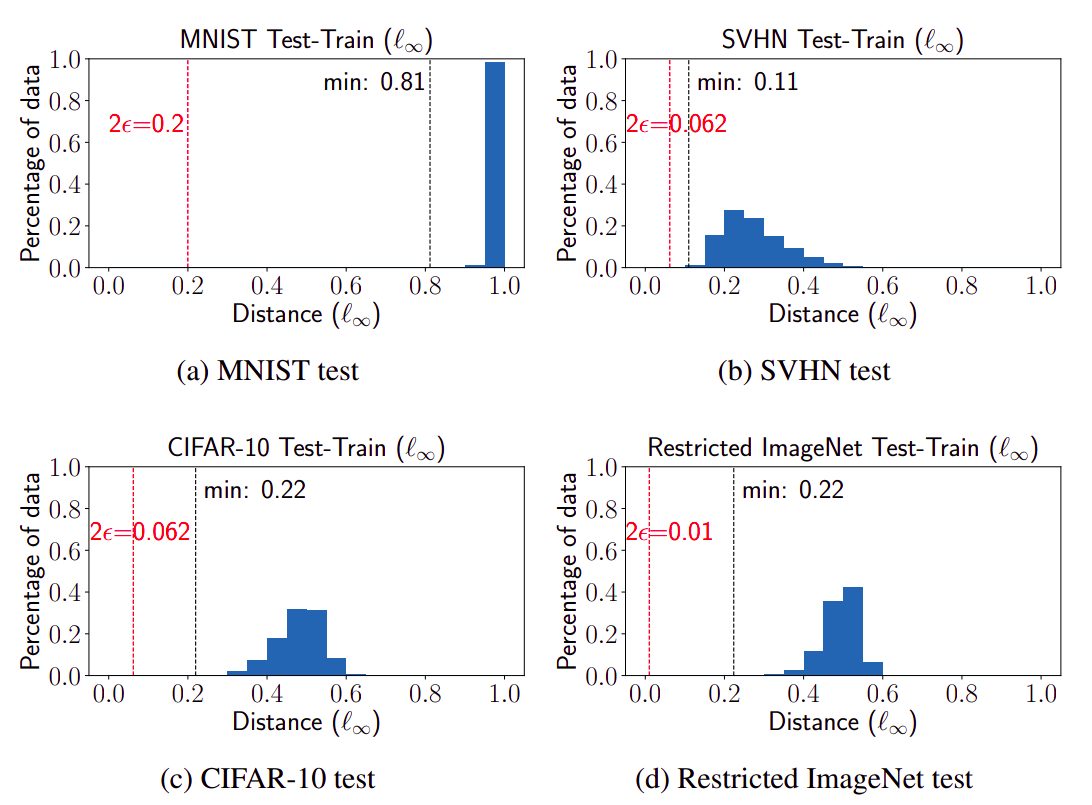 MNIST Test-Train (ℓ∞)
Percentage of data
1.0
0.8
0.6
0.4
0.2
0.0
min: 0.81
2ϵ=0.2
0.0 0.2 0.4 0.6 0.8 1.0
Distance (ℓ∞)
(a) MNIST test
SVHN Test-Train (ℓ∞)
Percentage of data
1.0
0.8
0.6
0.4
0.2
0.0
min: 0.11
2ϵ=0.062
0.0 0.2 0.4 0.6 0.8 1.0
Distance (ℓ∞)
(b) SVHN test
CIFAR-10 Test-Train (ℓ∞)
Percentage of data
1.0
0.8
0.6
0.4
0.2
0.0
min: 0.22
2ϵ=0.062
0.0 0.2 0.4 0.6 0.8 1.0
Distance (ℓ∞)
(c) CIFAR-10 test
Restricted ImageNet Test-Train (ℓ∞)
Percentage of data
1.0
0.8
0.6
0.4
0.2
0.0
min: 0.22
2ϵ=0.01
0.0 0.2 0.4 0.6 0.8 1.0
Distance (ℓ∞)
(d) Restricted ImageNet test